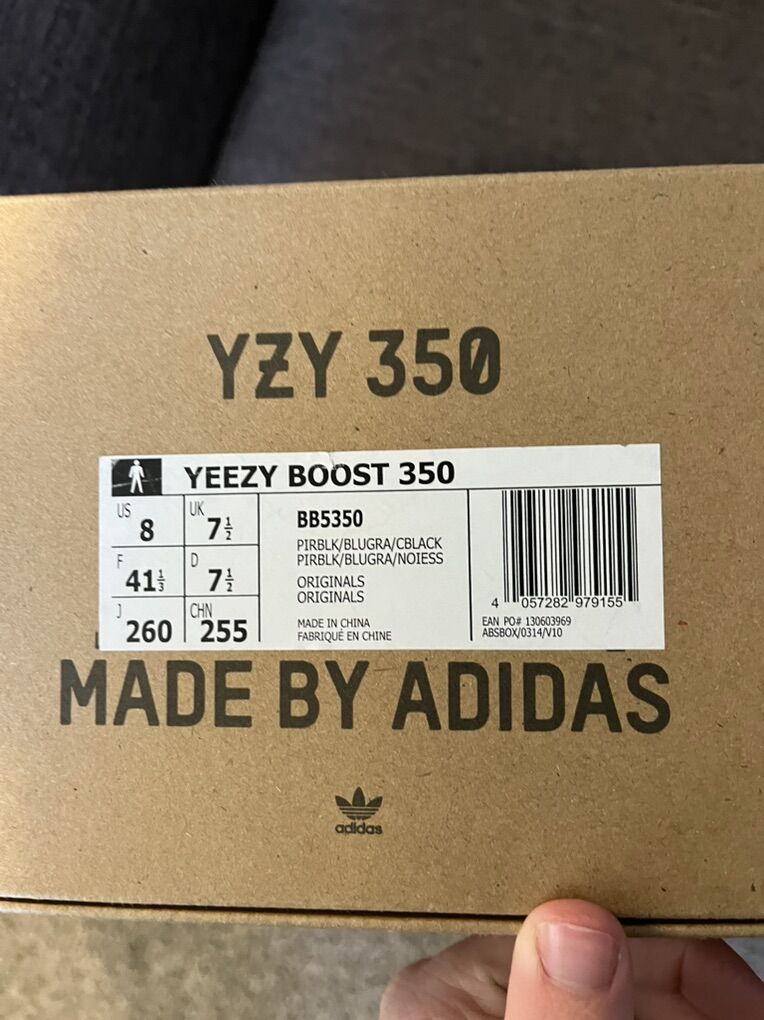 YZY 350
YEEZY BOOST 350
US 8
UK 7½
F 41⅓
D 7½
J 260
CHN 255
BB5350
PIRBLK/BLUGRA/CBLACK
PIRBLK/BLUGRA/NOIESS
ORIGINALS
ORIGINALS
MADE IN CHINA
FABRIQUÉ EN CHINE
4 057282 979155
EAN PO# 130603969
ABSBOX/0314/V10
MADE BY ADIDAS
adidas